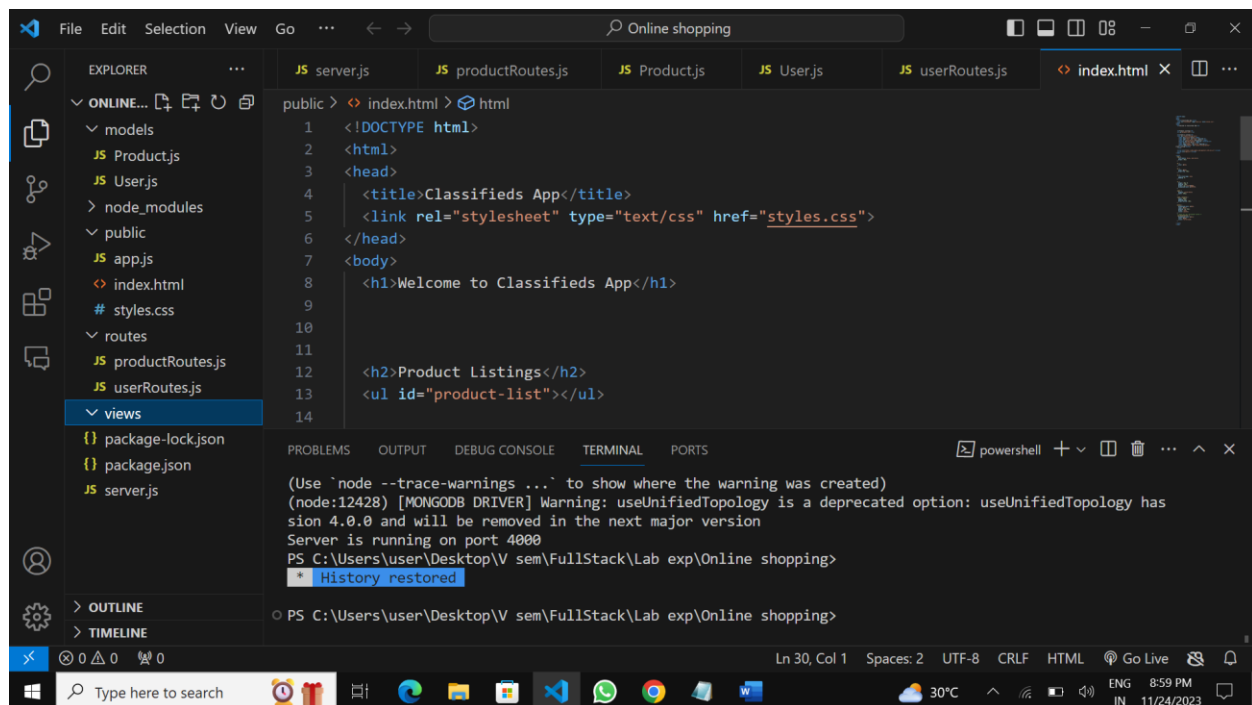 File Edit Selection View Go ··· Online shopping
EXPLORER ···
ONLINE...
models
JS Product.js
JS User.js
node_modules
public
JS app.js
<> index.html
# styles.css
routes
JS productRoutes.js
JS userRoutes.js
views
{} package-lock.json
{} package.json
JS server.js
OUTLINE
TIMELINE
JS server.js JS productRoutes.js JS Product.js JS User.js JS userRoutes.js <> index.html
public > <> index.html > html
1 <!DOCTYPE html>
2 <html>
3 <head>
4 <title>Classifieds App</title>
5 <link rel="stylesheet" type="text/css" href="styles.css">
6 </head>
7 <body>
8 <h1>Welcome to Classifieds App</h1>
9
10
11
12 <h2>Product Listings</h2>
13 <ul id="product-list"></ul>
14
PROBLEMS OUTPUT DEBUG CONSOLE TERMINAL PORTS powershell
(Use `node --trace-warnings ...` to show where the warning was created)
(node:12428) [MONGODB DRIVER] Warning: useUnifiedTopology is a deprecated option: useUnifiedTopology has
sion 4.0.0 and will be removed in the next major version
Server is running on port 4000
PS C:\Users\user\Desktop\V sem\FullStack\Lab exp\Online shopping>
* History restored
PS C:\Users\user\Desktop\V sem\FullStack\Lab exp\Online shopping>
0 0 0 Ln 30, Col 1 Spaces: 2 UTF-8 CRLF HTML Go Live
Type here to search 30°C ENG 8:59 PM
IN 11/24/2023